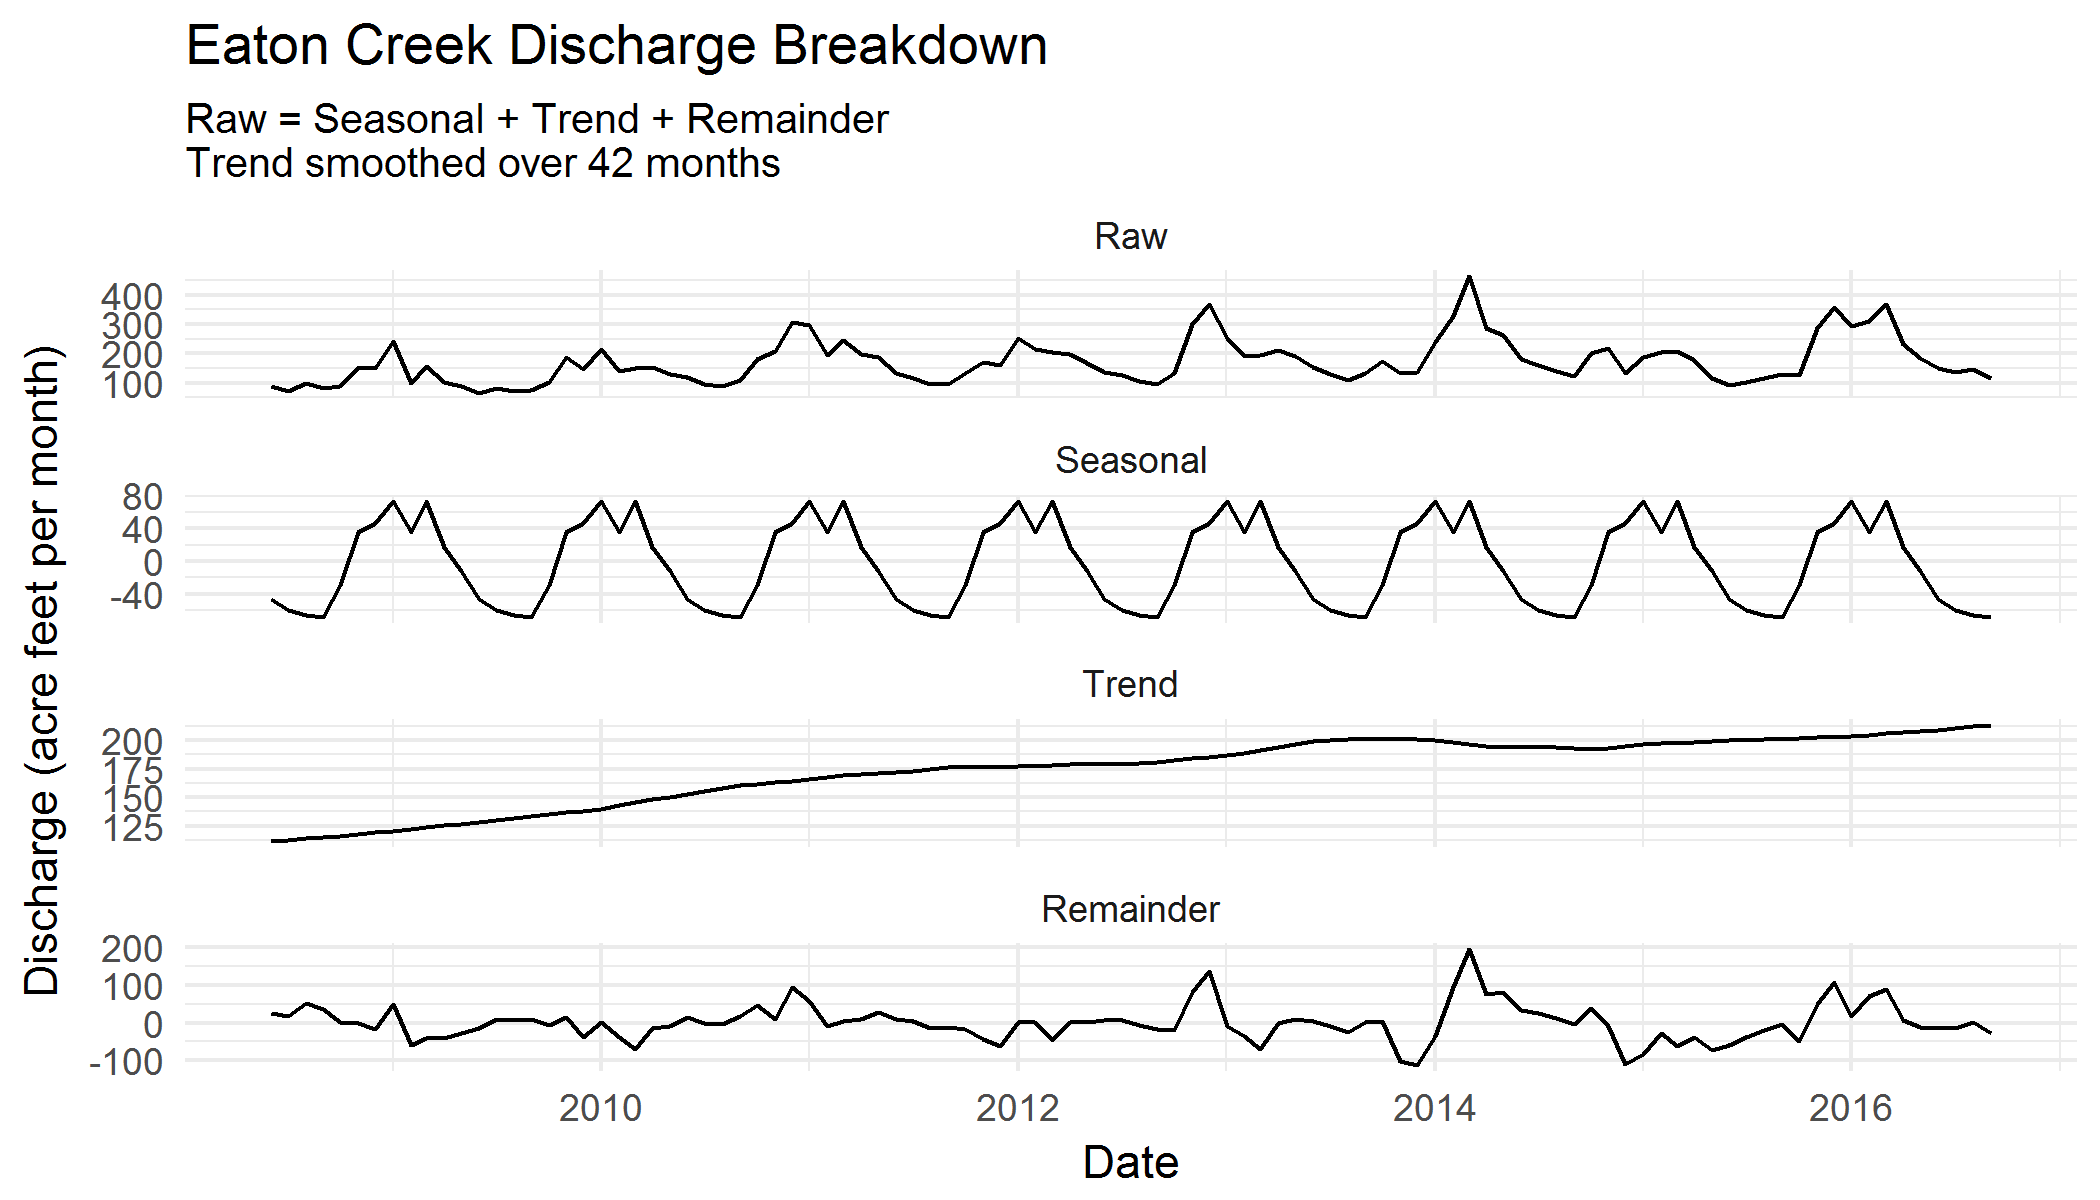 Eaton Creek Discharge Breakdown
Raw = Seasonal + Trend + Remainder
Trend smoothed over 42 months
Discharge (acre feet per month)
Raw
400
300
200
100
Seasonal
80
40
0
-40
Trend
200
175
150
125
Remainder
200
100
0
-100
2010
2012
2014
2016
Date